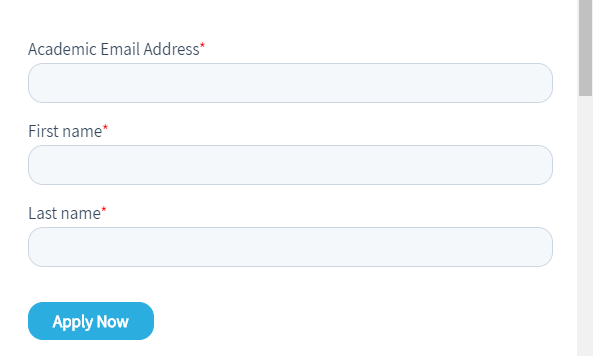 Academic Email Address*
First name*
Last name*
Apply Now